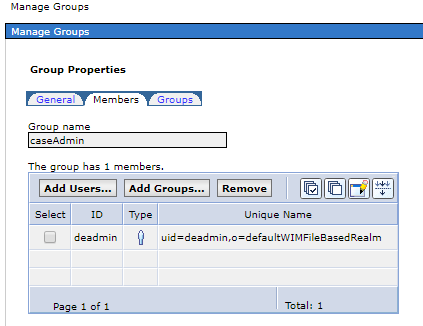 Manage Groups
Manage Groups
Group Properties
General Members Groups
Group name
caseAdmin
The group has 1 members.
Add Users... Add Groups... Remove
Select ID Type Unique Name
deadmin uid=deadmin,o=defaultWIMFileBasedRealm
Page 1 of 1 Total: 1